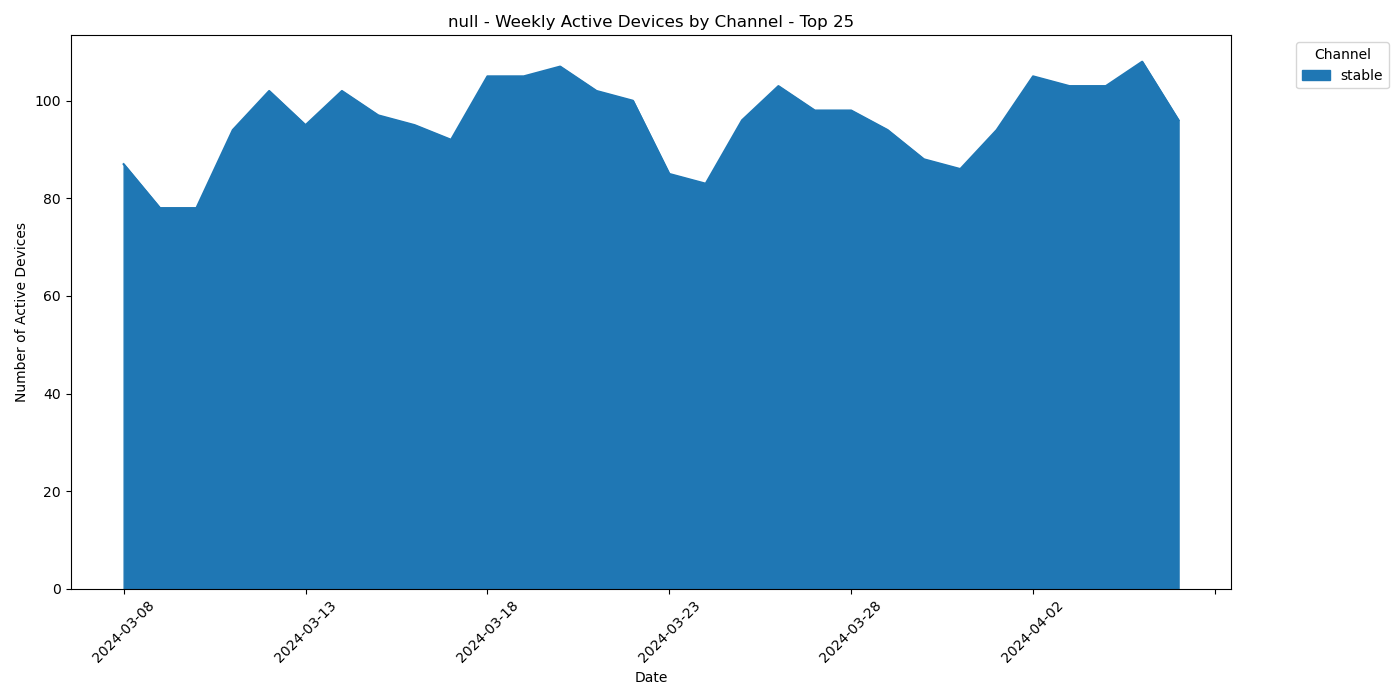 null - Weekly Active Devices by Channel - Top 25
Channel
stable
Number of Active Devices
100
80
60
40
20
0
2024-03-08
2024-03-13
2024-03-18
2024-03-23
2024-03-28
2024-04-02
Date